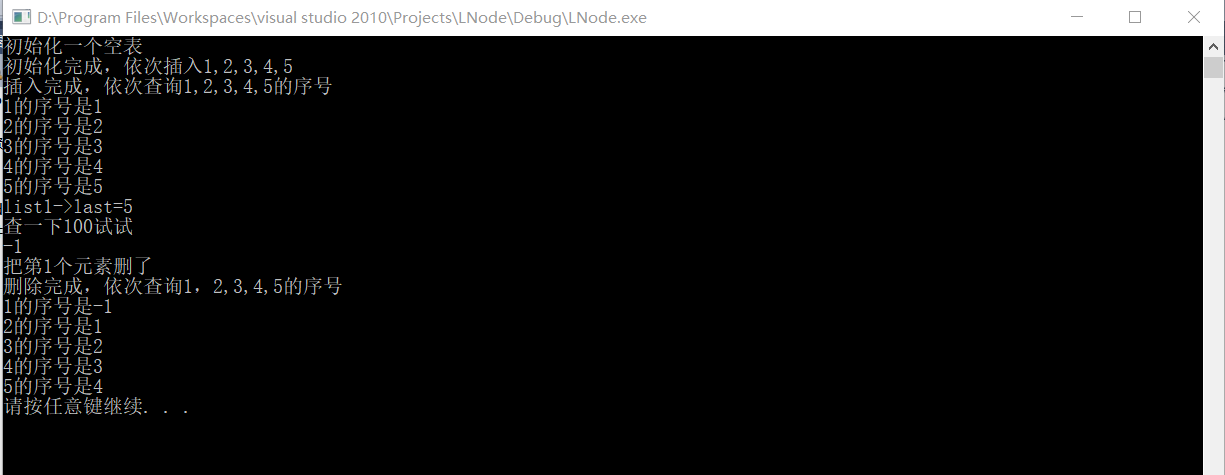 D:\Program Files\Workspaces\visual studio 2010\Projects\LNode\Debug\LNode.exe
初始化一个空表
初始化完成，依次插入1,2,3,4,5
插入完成，依次查询1,2,3,4,5的序号
1的序号是1
2的序号是2
3的序号是3
4的序号是4
5的序号是5
list1->last=5
查一下100试试
-1
把第1个元素删了
删除完成，依次查询1，2,3,4,5的序号
1的序号是-1
2的序号是1
3的序号是2
4的序号是3
5的序号是4
请按任意键继续. . .